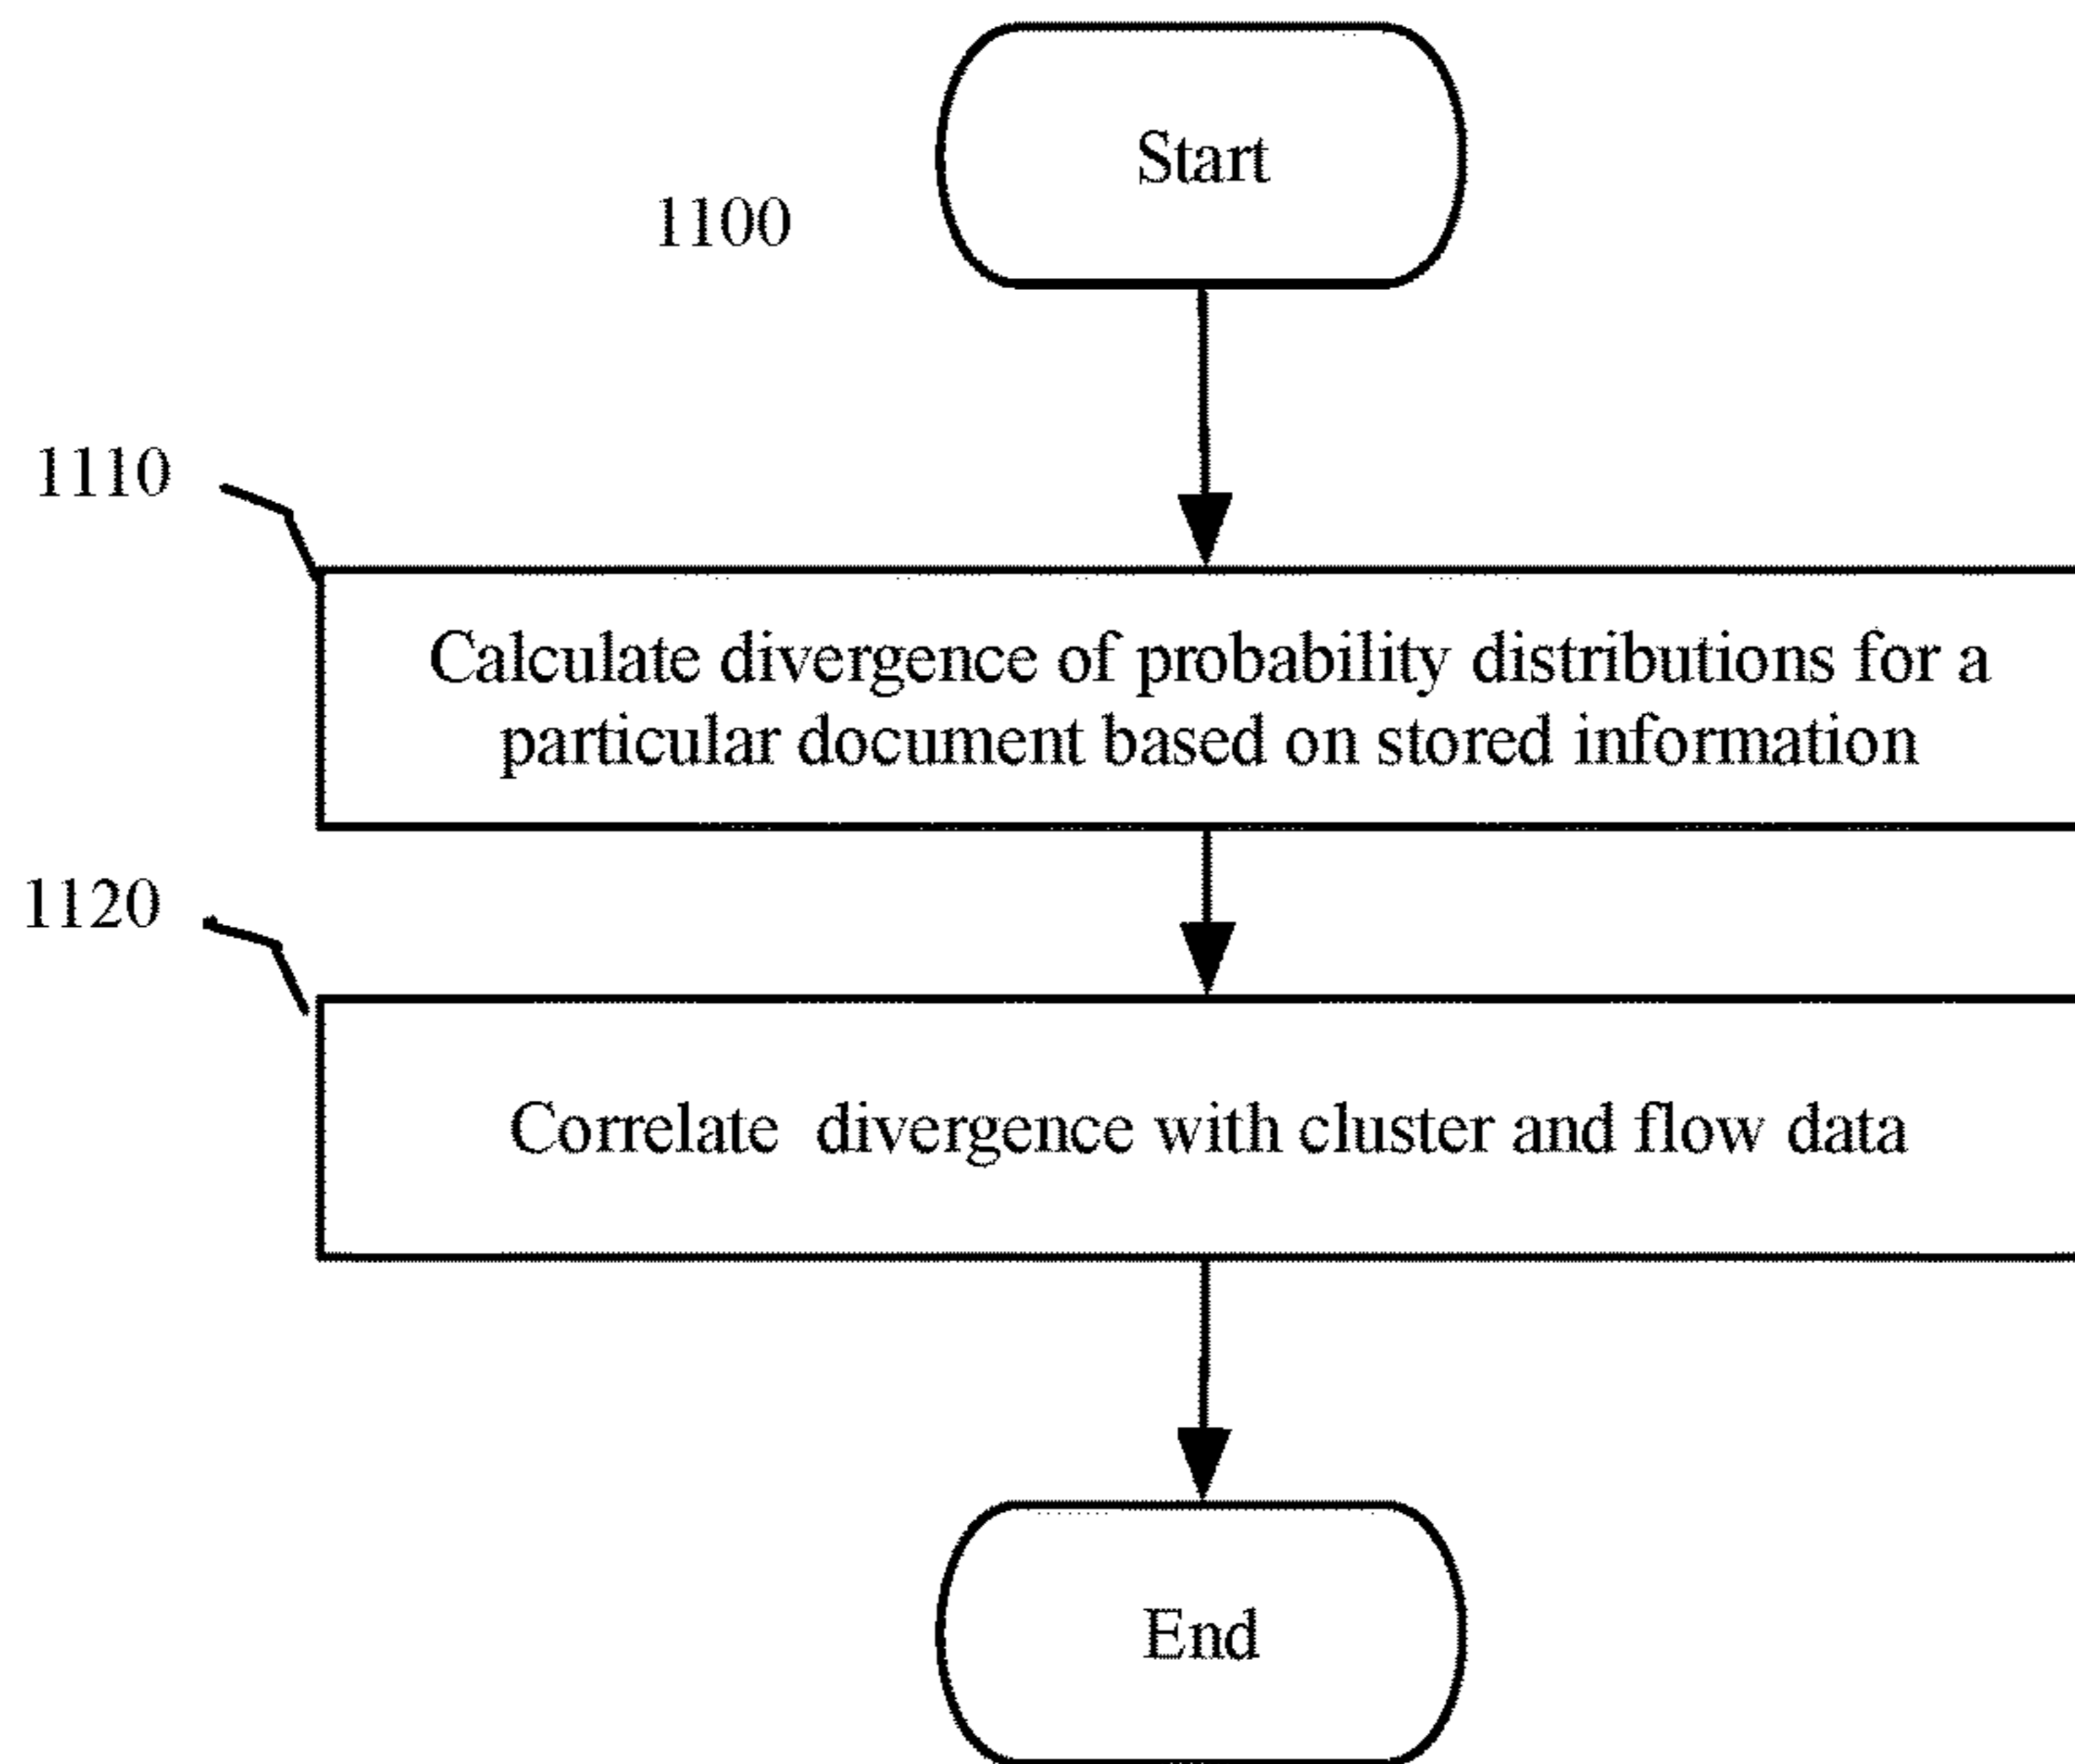 Start
1100
1110
Calculate divergence of probability distributions for a
particular document based on stored information
1120
Correlate divergence with cluster and flow data
End